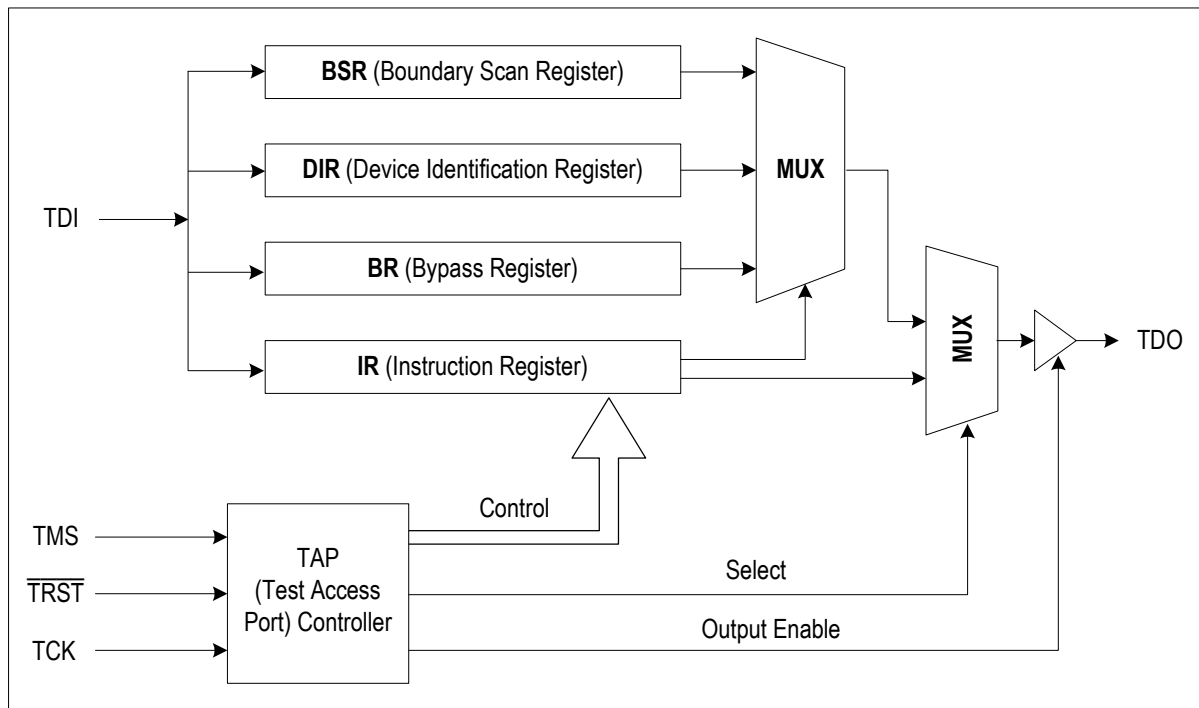 BSR (Boundary Scan Register)
DIR (Device Identification Register)
MUX
TDI
BR (Bypass Register)
MUX
TDO
IR (Instruction Register)
Control
TMS
TAP
(Test Access
Port) Controller
T̅R̅S̅T̅
Select
TCK
Output Enable